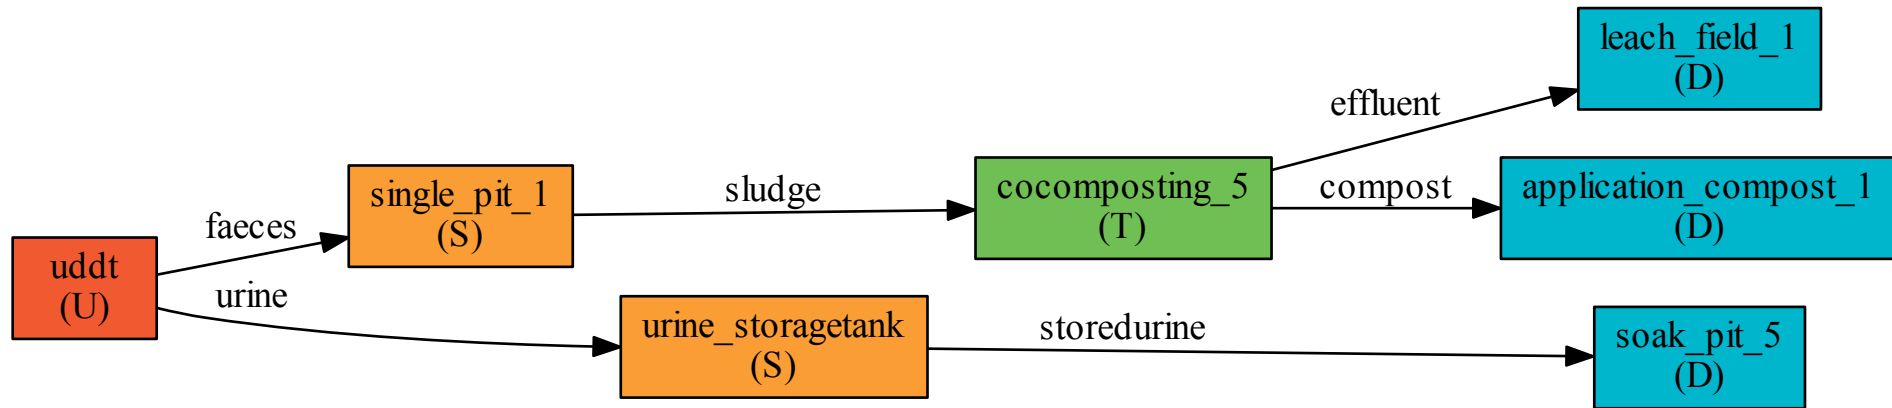 uddt
(U)
faeces
urine
single_pit_1
(S)
urine_storagetank
(S)
sludge
storedurine
cocomposting_5
(T)
effluent
compost
leach_field_1
(D)
application_compost_1
(D)
soak_pit_5
(D)